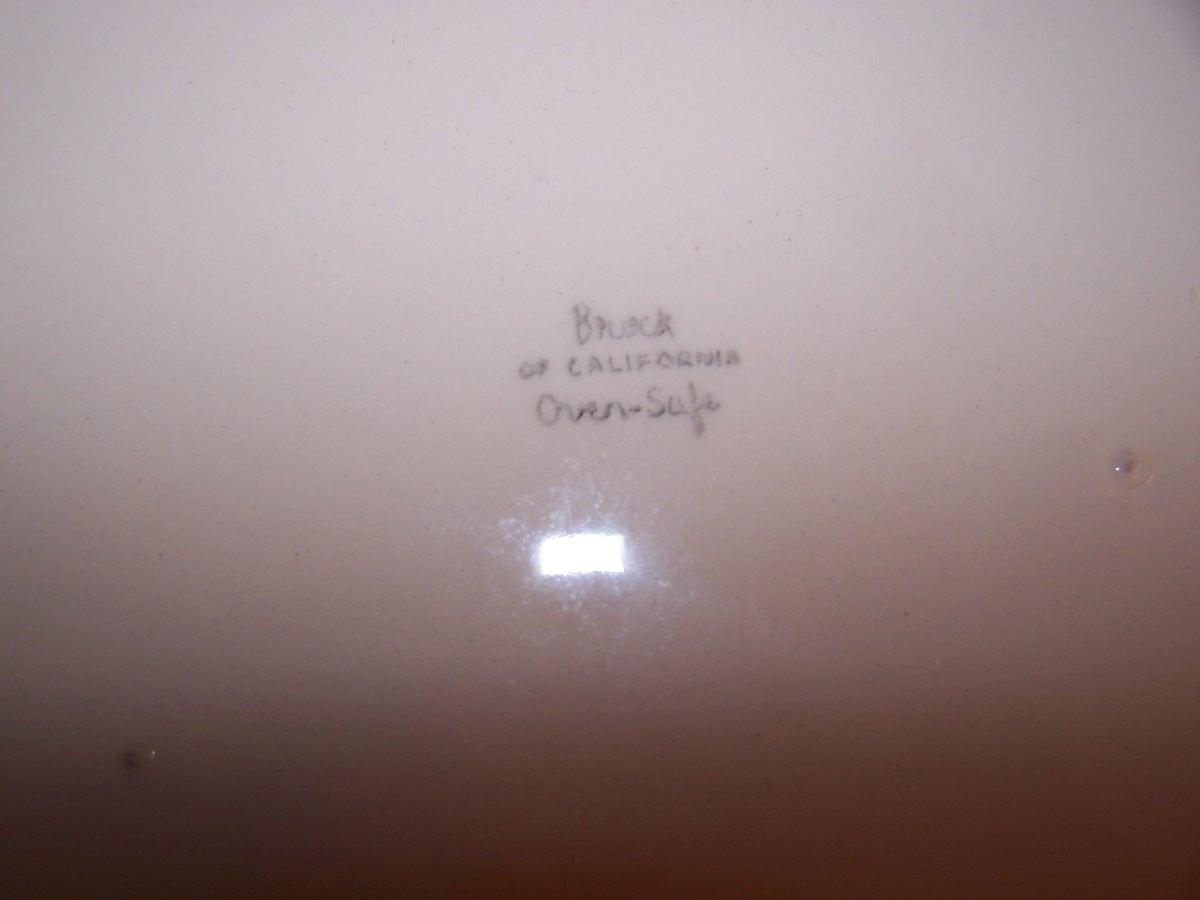 Brock
OF CALIFORNIA
Oven-Safe